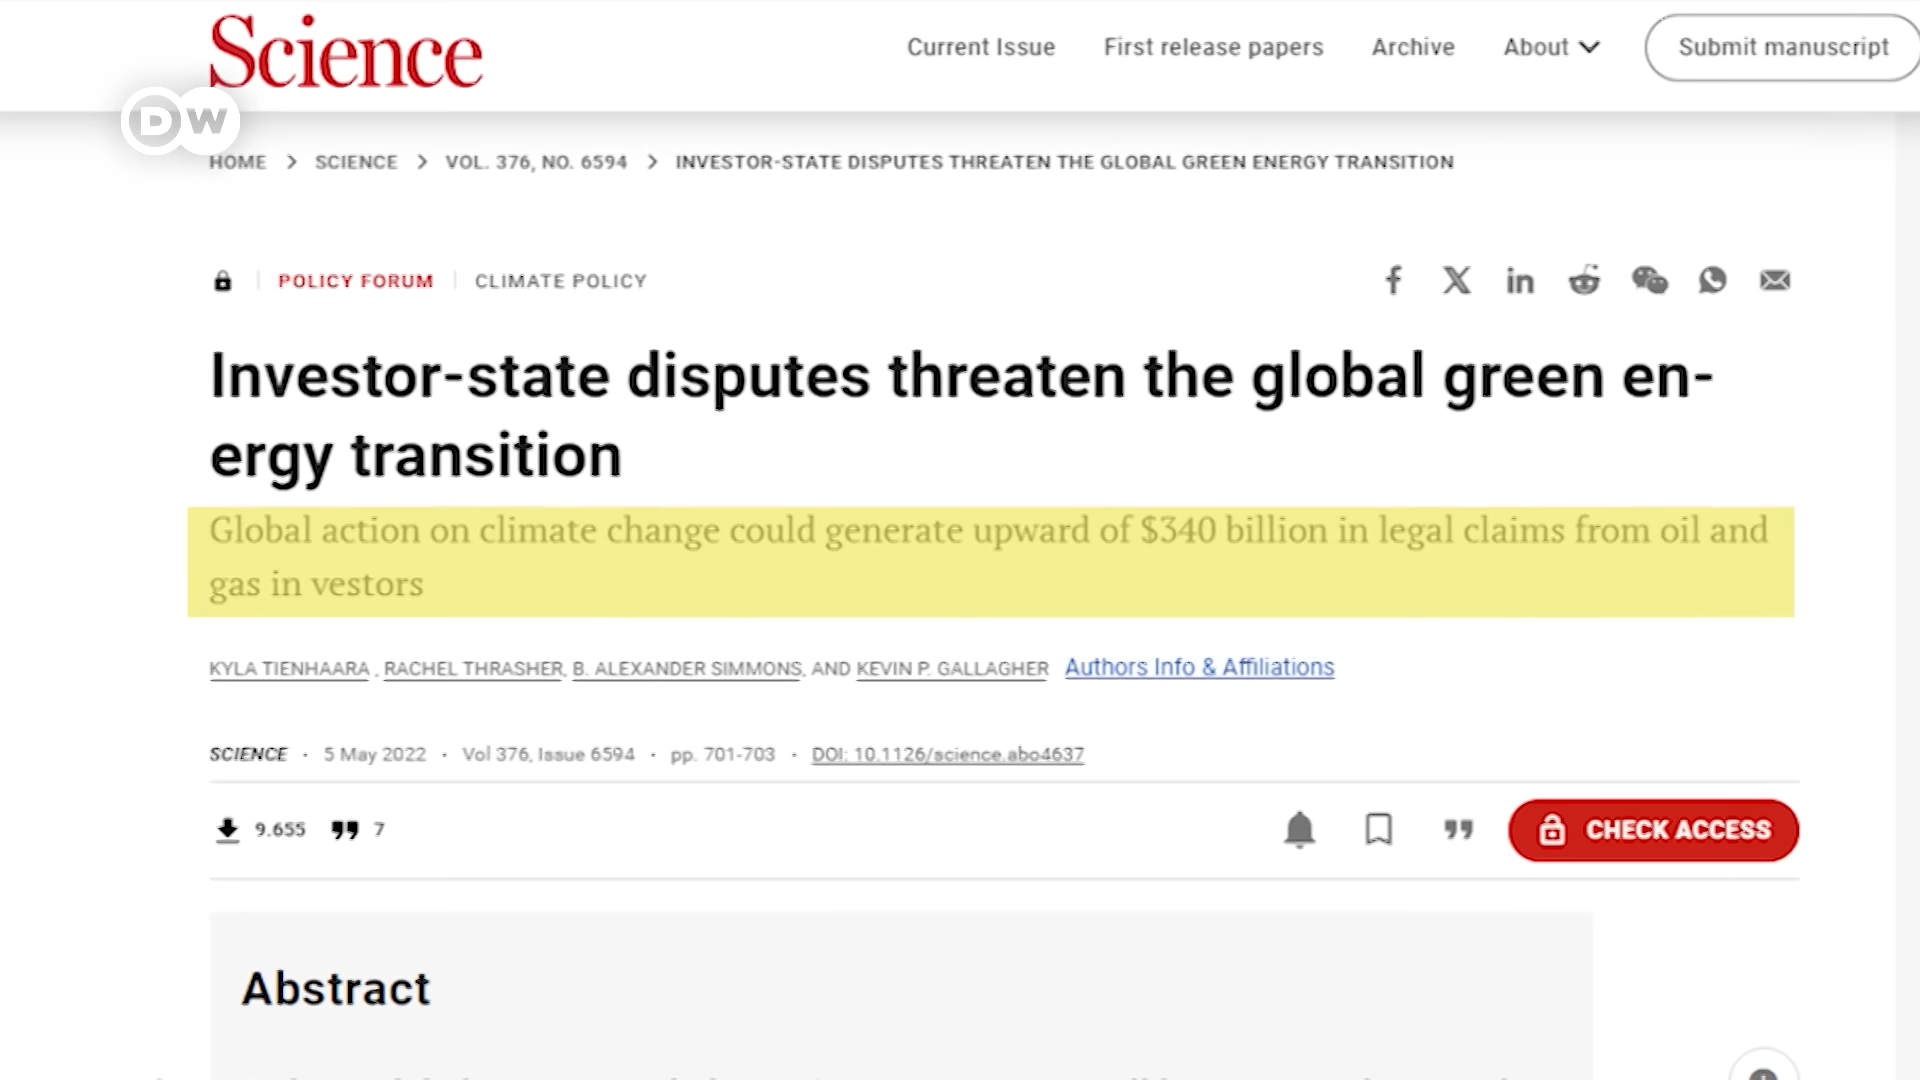 Science
Current Issue First release papers Archive About Submit manuscript
DW
HOME > SCIENCE > VOL. 376, NO. 6594 > INVESTOR-STATE DISPUTES THREATEN THE GLOBAL GREEN ENERGY TRANSITION
POLICY FORUM | CLIMATE POLICY
Investor-state disputes threaten the global green en-
ergy transition
Global action on climate change could generate upward of $340 billion in legal claims from oil and
gas in vestors
KYLA TIENHAARA , RACHEL THRASHER, B. ALEXANDER SIMMONS, AND KEVIN P. GALLAGHER Authors Info & Affiliations
SCIENCE · 5 May 2022 · Vol 376, Issue 6594 · pp. 701-703 · DOI: 10.1126/science.abo4637
9.655 7
CHECK ACCESS
Abstract